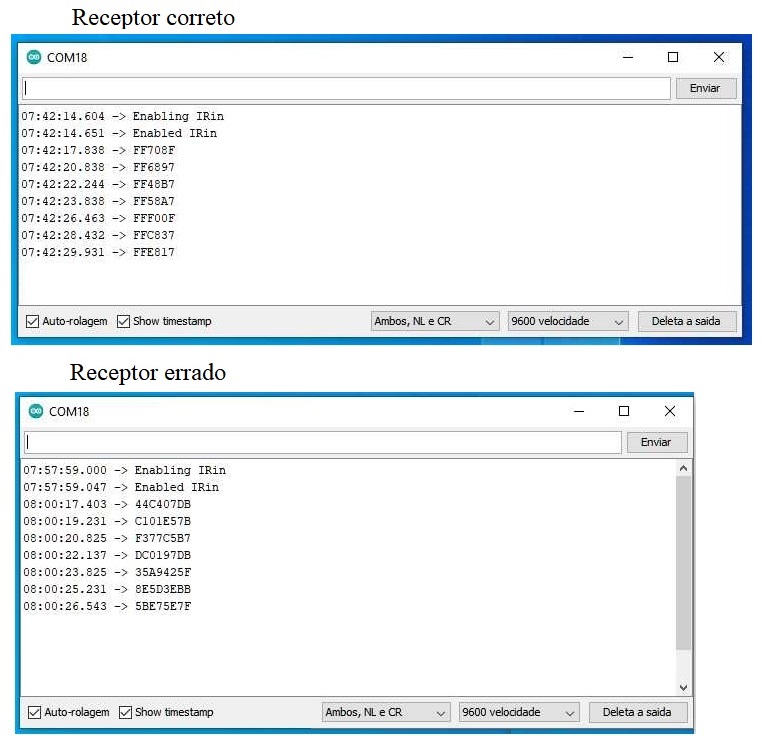 Receptor correto
COM18
Enviar
07:42:14.604 -> Enabling IRin
07:42:14.651 -> Enabled IRin
07:42:17.838 -> FF708F
07:42:20.838 -> FF6897
07:42:22.244 -> FF48B7
07:42:23.838 -> FF58A7
07:42:26.463 -> FFF00F
07:42:28.432 -> FFC837
07:42:29.931 -> FFE817
Auto-rolagem Show timestamp Ambos, NL e CR 9600 velocidade Deleta a saida
Receptor errado
COM18
Enviar
07:57:59.000 -> Enabling IRin
07:57:59.047 -> Enabled IRin
08:00:17.403 -> 44C407DB
08:00:19.231 -> C101E57B
08:00:20.825 -> F377C5B7
08:00:22.137 -> DC0197DB
08:00:23.825 -> 35A9425F
08:00:25.231 -> 8E5D3EBB
08:00:26.543 -> 5BE75E7F
Auto-rolagem Show timestamp Ambos, NL e CR 9600 velocidade Deleta a saida